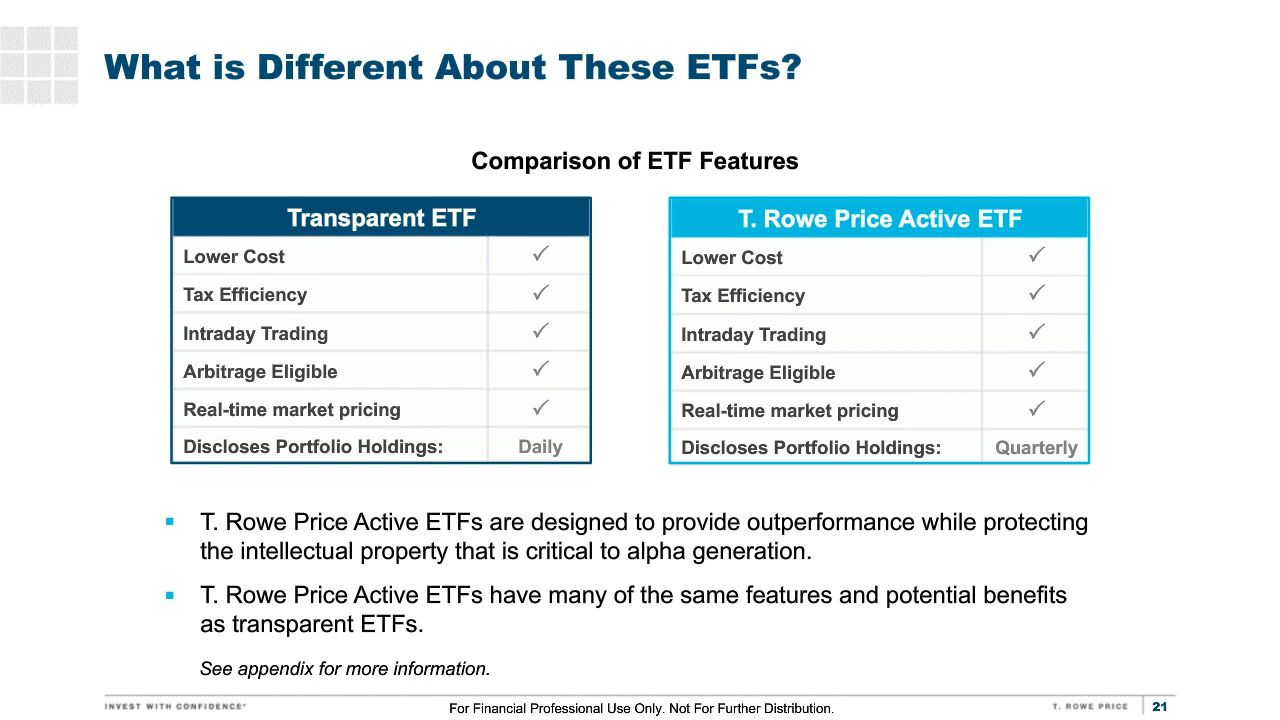 What is Different About These ETFs?
Comparison of ETF Features
Transparent ETF
Lower Cost ✓
Tax Efficiency ✓
Intraday Trading ✓
Arbitrage Eligible ✓
Real-time market pricing ✓
Discloses Portfolio Holdings: Daily
T. Rowe Price Active ETF
Lower Cost ✓
Tax Efficiency ✓
Intraday Trading ✓
Arbitrage Eligible ✓
Real-time market pricing ✓
Discloses Portfolio Holdings: Quarterly
▪ T. Rowe Price Active ETFs are designed to provide outperformance while protecting
the intellectual property that is critical to alpha generation.
▪ T. Rowe Price Active ETFs have many of the same features and potential benefits
as transparent ETFs.
See appendix for more information.
INVEST WITH CONFIDENCE®
For Financial Professional Use Only. Not For Further Distribution.
T. ROWE PRICE 21